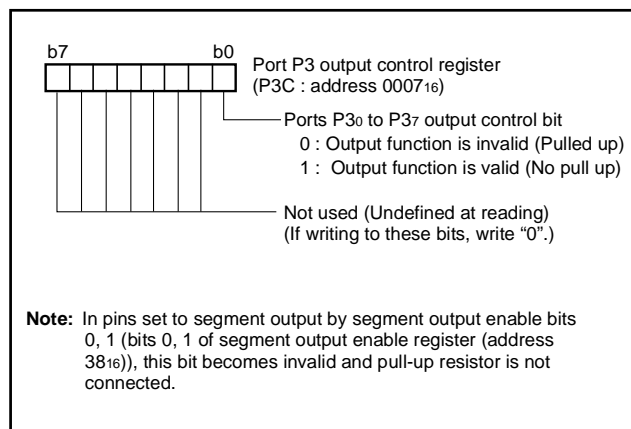 b7 b0
Port P3 output control register
(P3C : address 0007₁₆)
Ports P3₀ to P3₇ output control bit
0 : Output function is invalid (Pulled up)
1 : Output function is valid (No pull up)
Not used (Undefined at reading)
(If writing to these bits, write “0”.)
Note: In pins set to segment output by segment output enable bits
0, 1 (bits 0, 1 of segment output enable register (address
38₁₆)), this bit becomes invalid and pull-up resistor is not
connected.